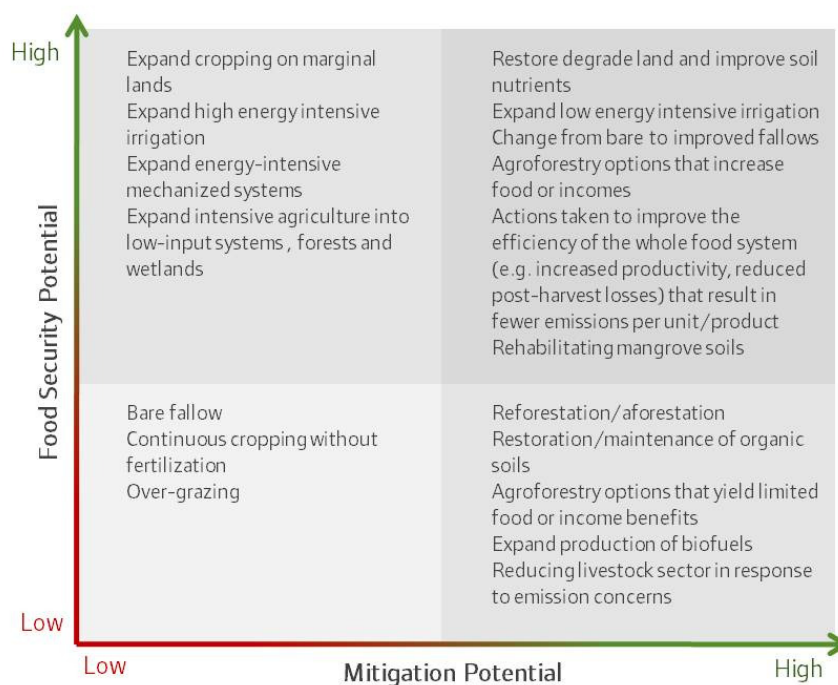 High
Expand cropping on marginal
lands
Expand high energy intensive
irrigation
Expand energy-intensive
mechanized systems
Expand intensive agriculture into
low-input systems , forests and
wetlands
Restore degrade land and improve soil
nutrients
Expand low energy intensive irrigation
Change from bare to improved fallows
Agroforestry options that increase
food or incomes
Actions taken to improve the
efficiency of the whole food system
(e.g. increased productivity, reduced
post-harvest losses) that result in
fewer emissions per unit/product
Rehabilitating mangrove soils
Food Security Potential
Bare fallow
Continuous cropping without
fertilization
Over-grazing
Reforestation/aforestation
Restoration/maintenance of organic
soils
Agroforestry options that yield limited
food or income benefits
Expand production of biofuels
Reducing livestock sector in response
to emission concerns
Low
Low
Mitigation Potential
High